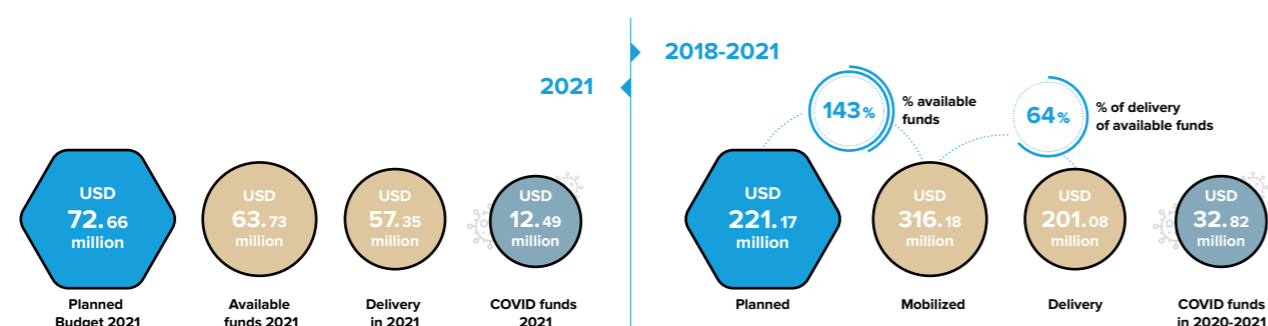 2021
USD
72.66
million
Planned
Budget 2021
USD
63.73
million
Available
funds 2021
USD
57.35
million
Delivery
in 2021
USD
12.49
million
COVID funds
2021
2018-2021
143%
% available
funds
64%
% of delivery
of available funds
USD
221.17
million
Planned
USD
316.18
million
Mobilized
USD
201.08
million
Delivery
USD
32.82
million
COVID funds
in 2020-2021